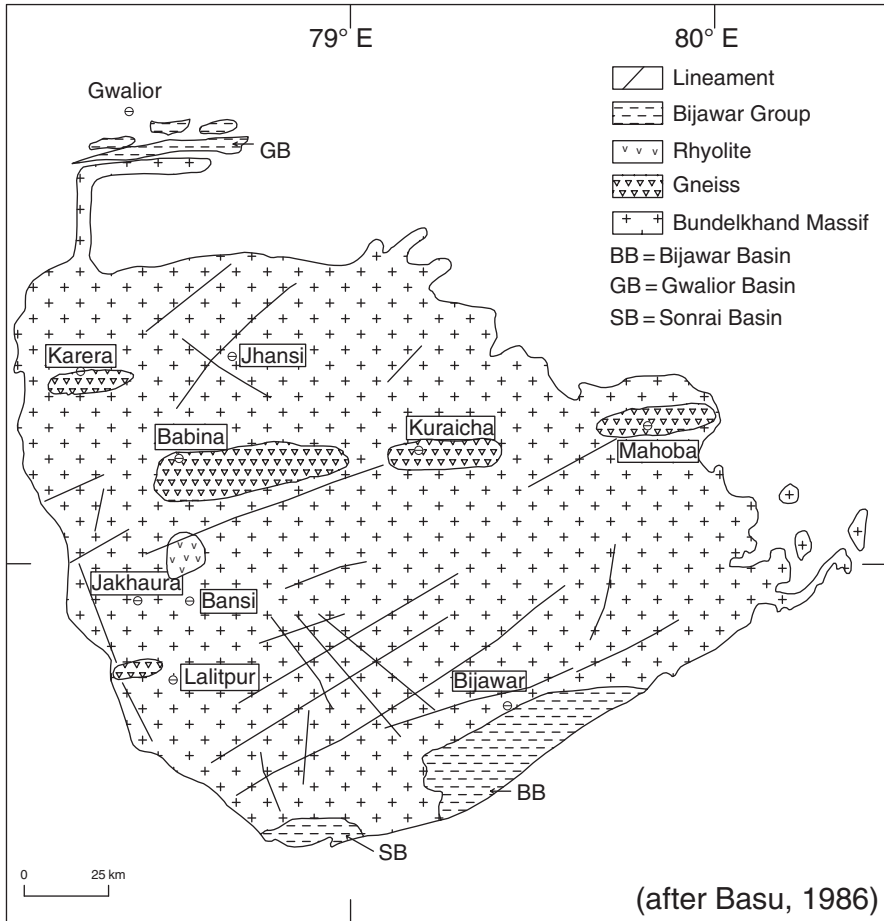 79° E
80° E
Gwalior
GB
Lineament
Bijawar Group
v v v
Rhyolite
Gneiss
Bundelkhand Massif
BB = Bijawar Basin
GB = Gwalior Basin
SB = Sonrai Basin
Karera
Jhansi
Babina
Kuraicha
Mahoba
v v
v v v
v v
Jakhaura
Bansi
Lalitpur
Bijawar
BB
SB
0 25 km
(after Basu, 1986)